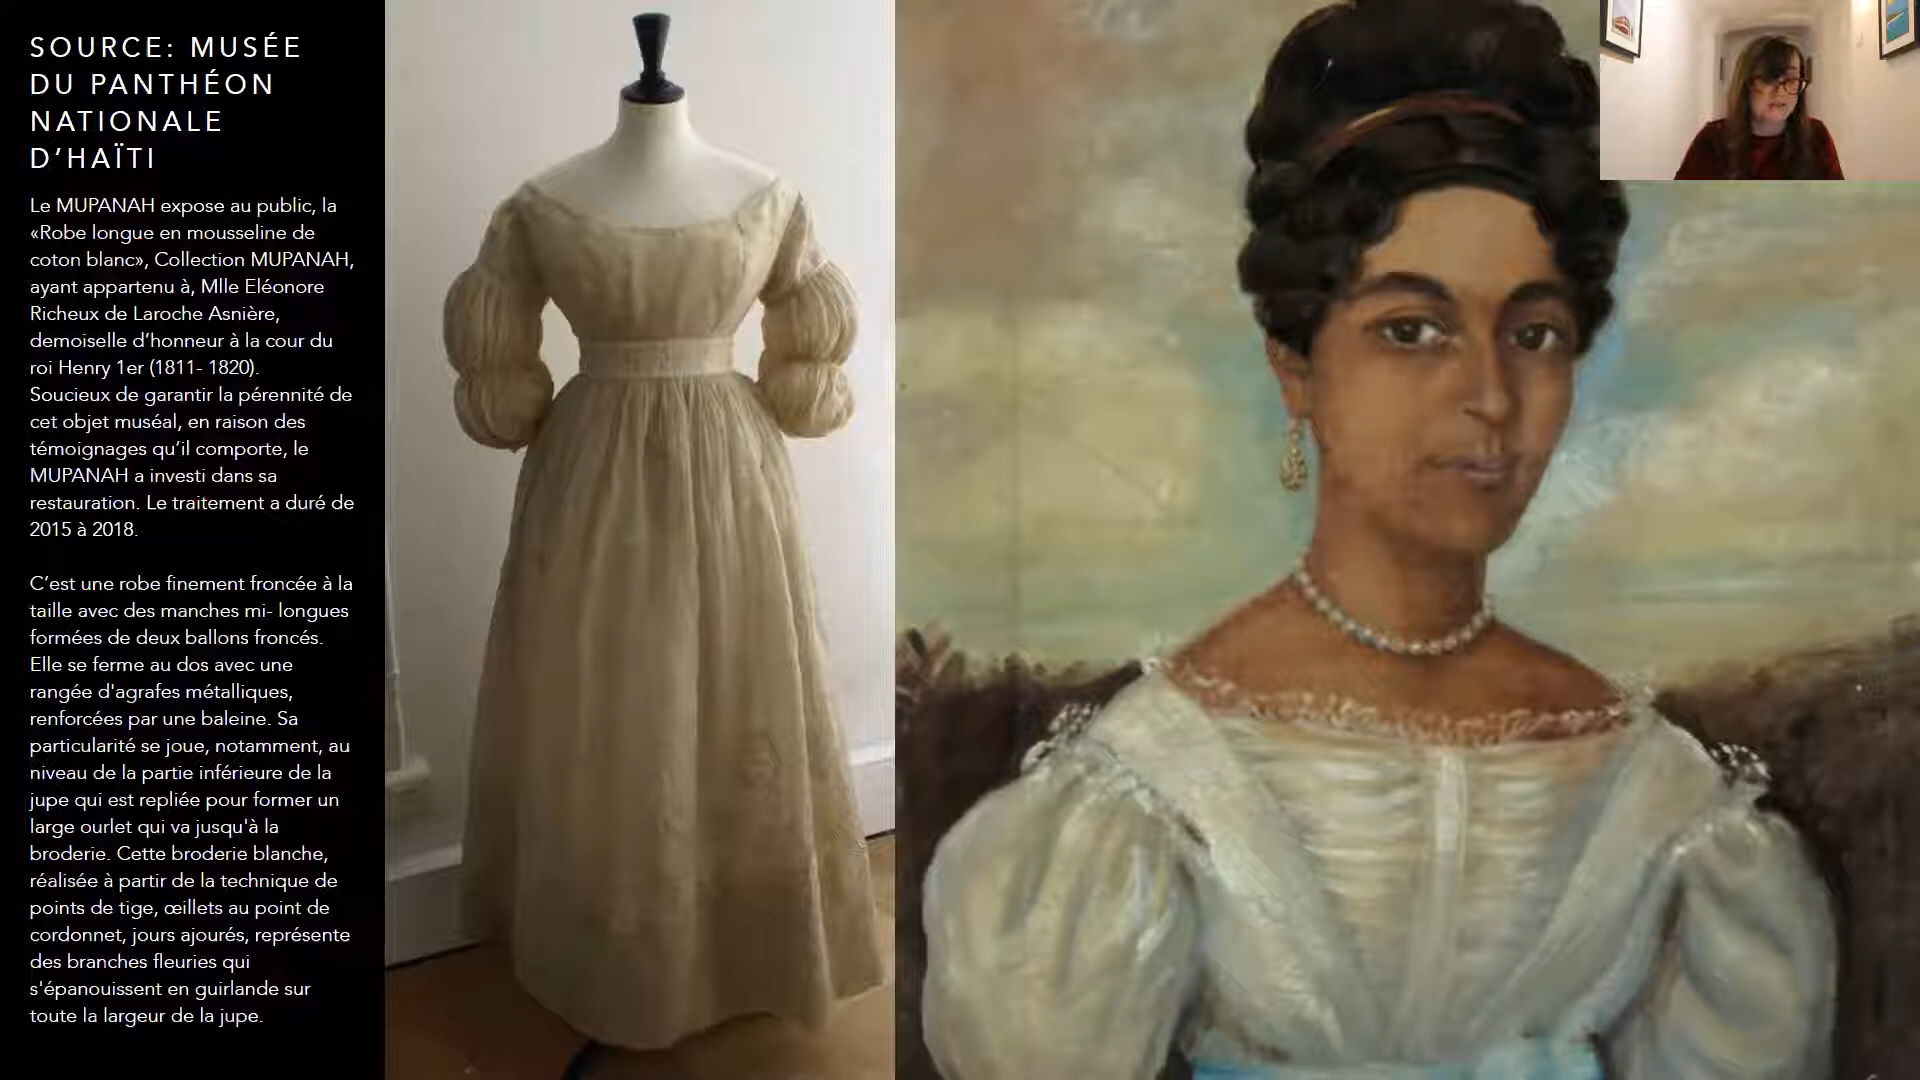 SOURCE: MUSÉE
DU PANTHÉON
NATIONALE
D’HAÏTI
Le MUPANAH expose au public, la
«Robe longue en mousseline de
coton blanc», Collection MUPANAH,
ayant appartenu à, Mlle Eléonore
Richeux de Laroche Asnière,
demoiselle d’honneur à la cour du
roi Henry 1er (1811- 1820).
Soucieux de garantir la pérennité de
cet objet muséal, en raison des
témoignages qu’il comporte, le
MUPANAH a investi dans sa
restauration. Le traitement a duré de
2015 à 2018.
C’est une robe finement froncée à la
taille avec des manches mi- longues
formées de deux ballons froncés.
Elle se ferme au dos avec une
rangée d'agrafes métalliques,
renforcées par une baleine. Sa
particularité se joue, notamment, au
niveau de la partie inférieure de la
jupe qui est repliée pour former un
large ourlet qui va jusqu'à la
broderie. Cette broderie blanche,
réalisée à partir de la technique de
points de tige, œillets au point de
cordonnet, jours ajourés, représente
des branches fleuries qui
s'épanouissent en guirlande sur
toute la largeur de la jupe.